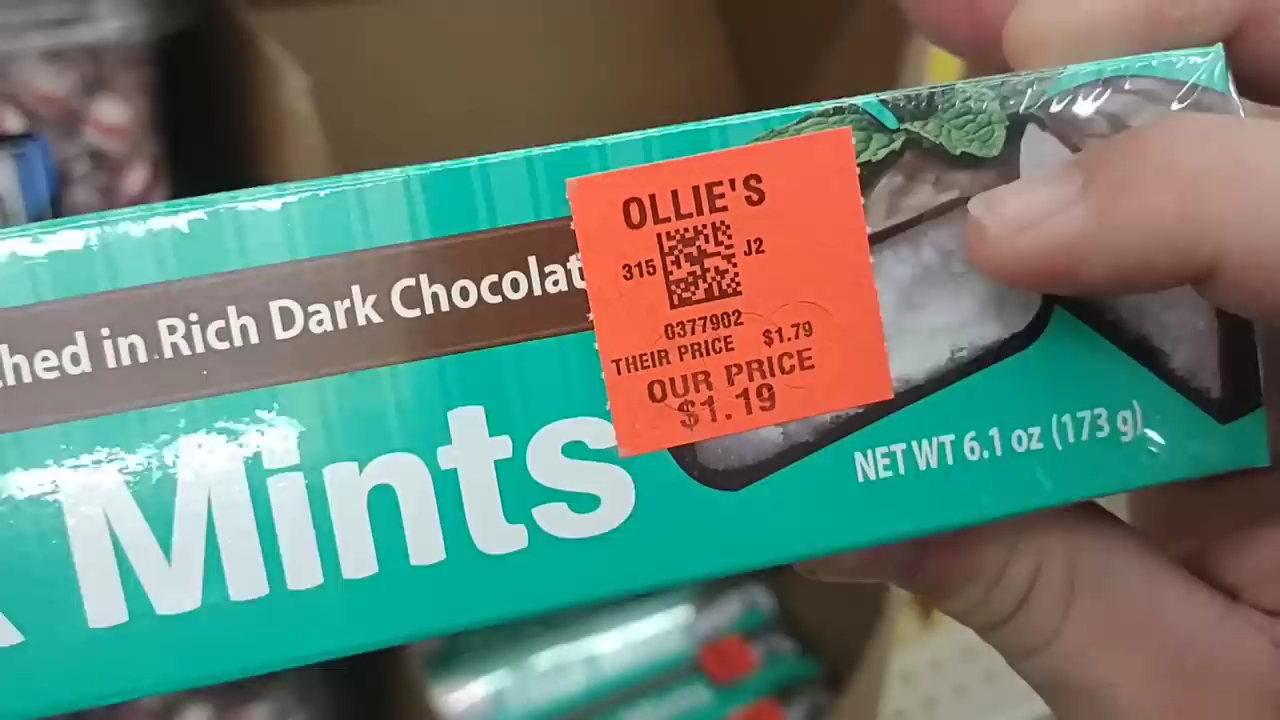 hed in Rich Dark Chocolat
Mints
OLLIE'S
315 J2
0377902
THEIR PRICE $1.79
OUR PRICE
$1.19
NET WT 6.1 oz (173 g)